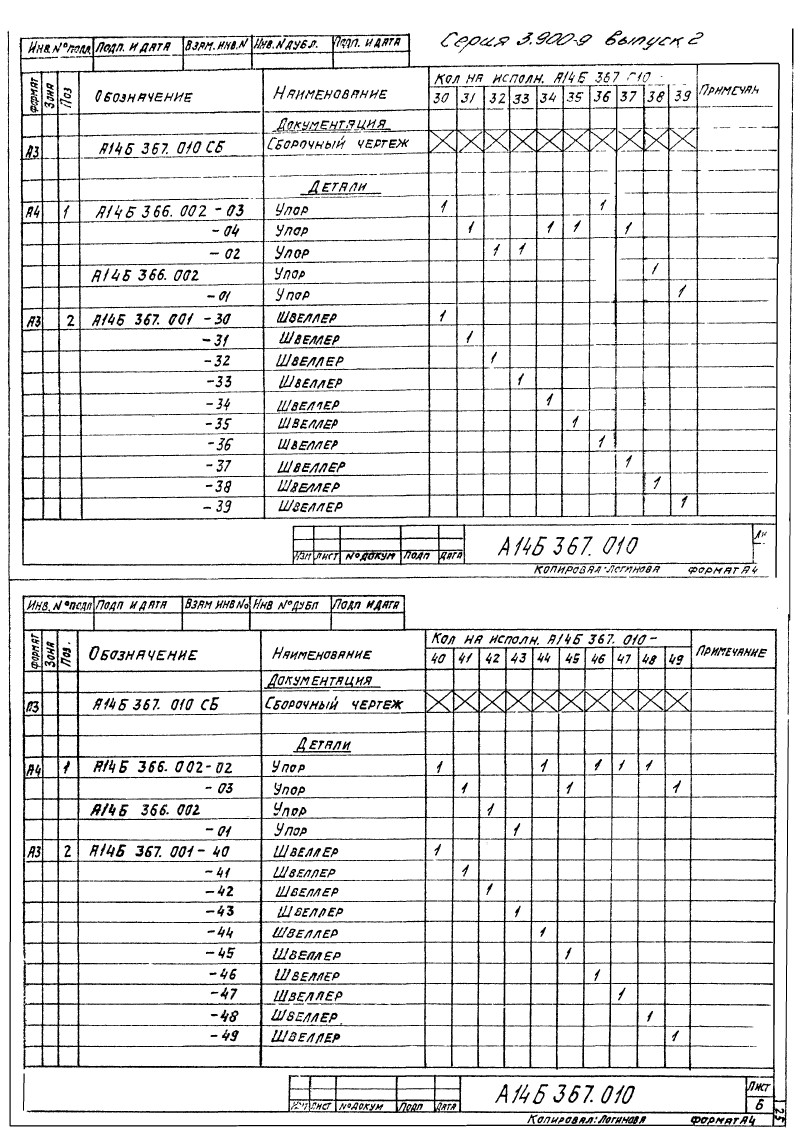 Серия 3.900-9 выпуск 2
Инв. № подл. Подп. и дата Взам. инв. № Инв. № дубл. Подп. и дата
Формат Зона Поз Обозначение Наименование Кол на исполн. А14Б 367 010 - Примечан
30 31 32 33 34 35 36 37 38 39
Документация
А3 А14Б 367. 010 СБ Сборочный чертеж
Детали
А4 1 А14Б 366. 002 - 03 Упор 1 1
- 04 Упор 1 1 1 1
- 02 Упор 1 1
А14Б 366. 002 Упор 1
- 01 Упор 1
А3 2 А14Б 367. 001 - 30 Швеллер 1
- 31 Швеллер 1
- 32 Швеллер 1
- 33 Швеллер 1
- 34 Швеллер 1
- 35 Швеллер 1
- 36 Швеллер 1
- 37 Швеллер 1
- 38 Швеллер 1
- 39 Швеллер 1
Изм Лист № докум Подп Дата А14Б 367. 010
Копировал - Логинова Формат А4
Инв. № подл Подп и дата Взам инв № Инв № дубл Подп и дата
Формат Зона Поз. Обозначение Наименование Кол на исполн. А14Б 367. 010 - Примечание
40 41 42 43 44 45 46 47 48 49
Документация
А3 А14Б 367. 010 СБ Сборочный чертеж
Детали
А4 1 А14Б 366. 002 - 02 Упор 1 1 1 1 1
- 03 Упор 1 1 1
А14Б 366. 002 Упор 1
- 01 Упор 1
А3 2 А14Б 367. 001 - 40 Швеллер 1
- 41 Швеллер 1
- 42 Швеллер 1
- 43 Швеллер 1
- 44 Швеллер 1
- 45 Швеллер 1
- 46 Швеллер 1
- 47 Швеллер 1
- 48 Швеллер 1
- 49 Швеллер 1
Изм Лист № докум Подп Дата А14Б 367. 010 Лист 6
Копировал: Логинова Формат А4
25